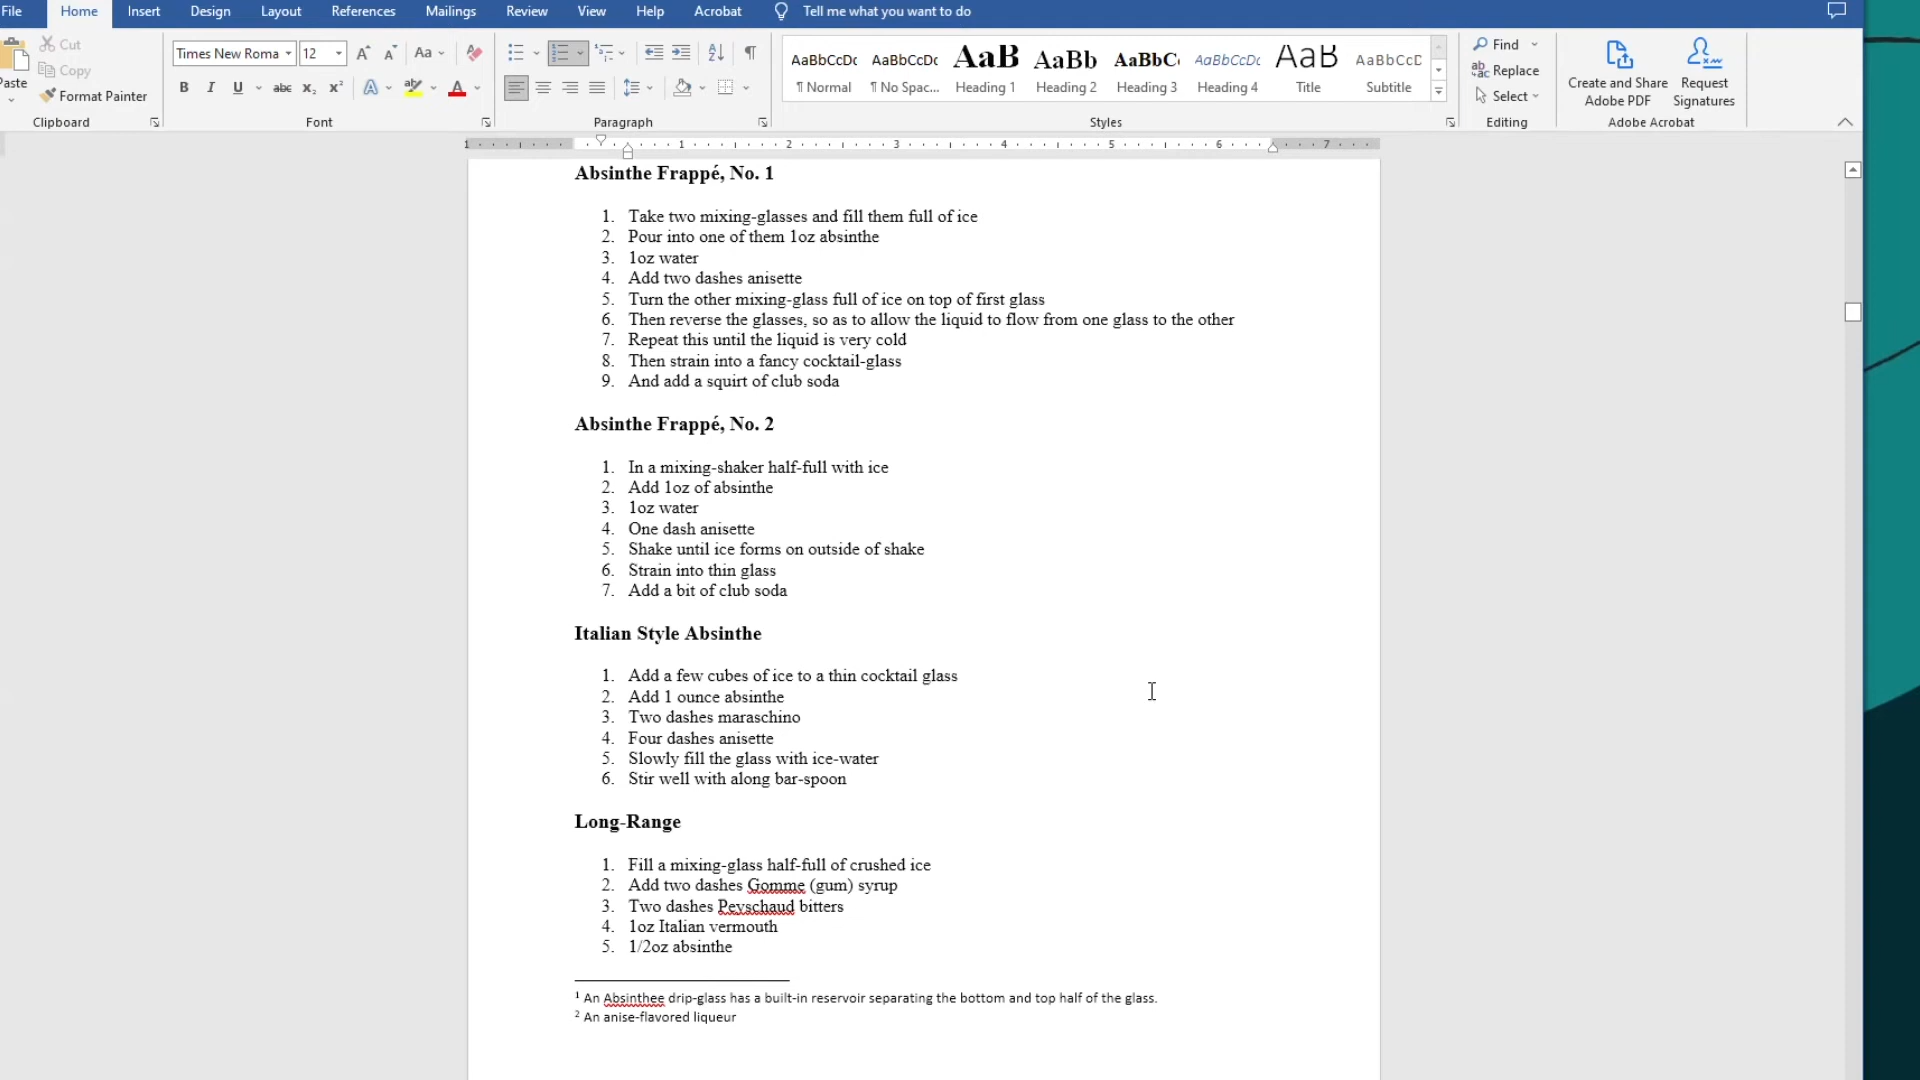 File Home Insert Design Layout References Mailings Review View Help Acrobat Tell me what you want to do
Cut
Copy
Paste
Format Painter
Times New Roma 12
Aa
B I U abc x₂ x² A A
AaBbCcDc AaBbCcDc AaB AaBb AaBbC AaBbCcDc AaB AaBbCcD
¶ Normal ¶ No Spac... Heading 1 Heading 2 Heading 3 Heading 4 Title Subtitle
Find
Replace
Select
Create and Share Adobe PDF
Request Signatures
Clipboard Font Paragraph Styles Editing Adobe Acrobat
1 1 2 3 4 5 6 7
Absinthe Frappé, No. 1
1. Take two mixing-glasses and fill them full of ice
2. Pour into one of them 1oz absinthe
3. 1oz water
4. Add two dashes anisette
5. Turn the other mixing-glass full of ice on top of first glass
6. Then reverse the glasses, so as to allow the liquid to flow from one glass to the other
7. Repeat this until the liquid is very cold
8. Then strain into a fancy cocktail-glass
9. And add a squirt of club soda
Absinthe Frappé, No. 2
1. In a mixing-shaker half-full with ice
2. Add 1oz of absinthe
3. 1oz water
4. One dash anisette
5. Shake until ice forms on outside of shake
6. Strain into thin glass
7. Add a bit of club soda
Italian Style Absinthe
1. Add a few cubes of ice to a thin cocktail glass
2. Add 1 ounce absinthe
3. Two dashes maraschino
4. Four dashes anisette
5. Slowly fill the glass with ice-water
6. Stir well with along bar-spoon
Long-Range
1. Fill a mixing-glass half-full of crushed ice
2. Add two dashes Gomme (gum) syrup
3. Two dashes Peyschaud bitters
4. 1oz Italian vermouth
5. 1/2oz absinthe
¹ An Absinthee drip-glass has a built-in reservoir separating the bottom and top half of the glass.
² An anise-flavored liqueur